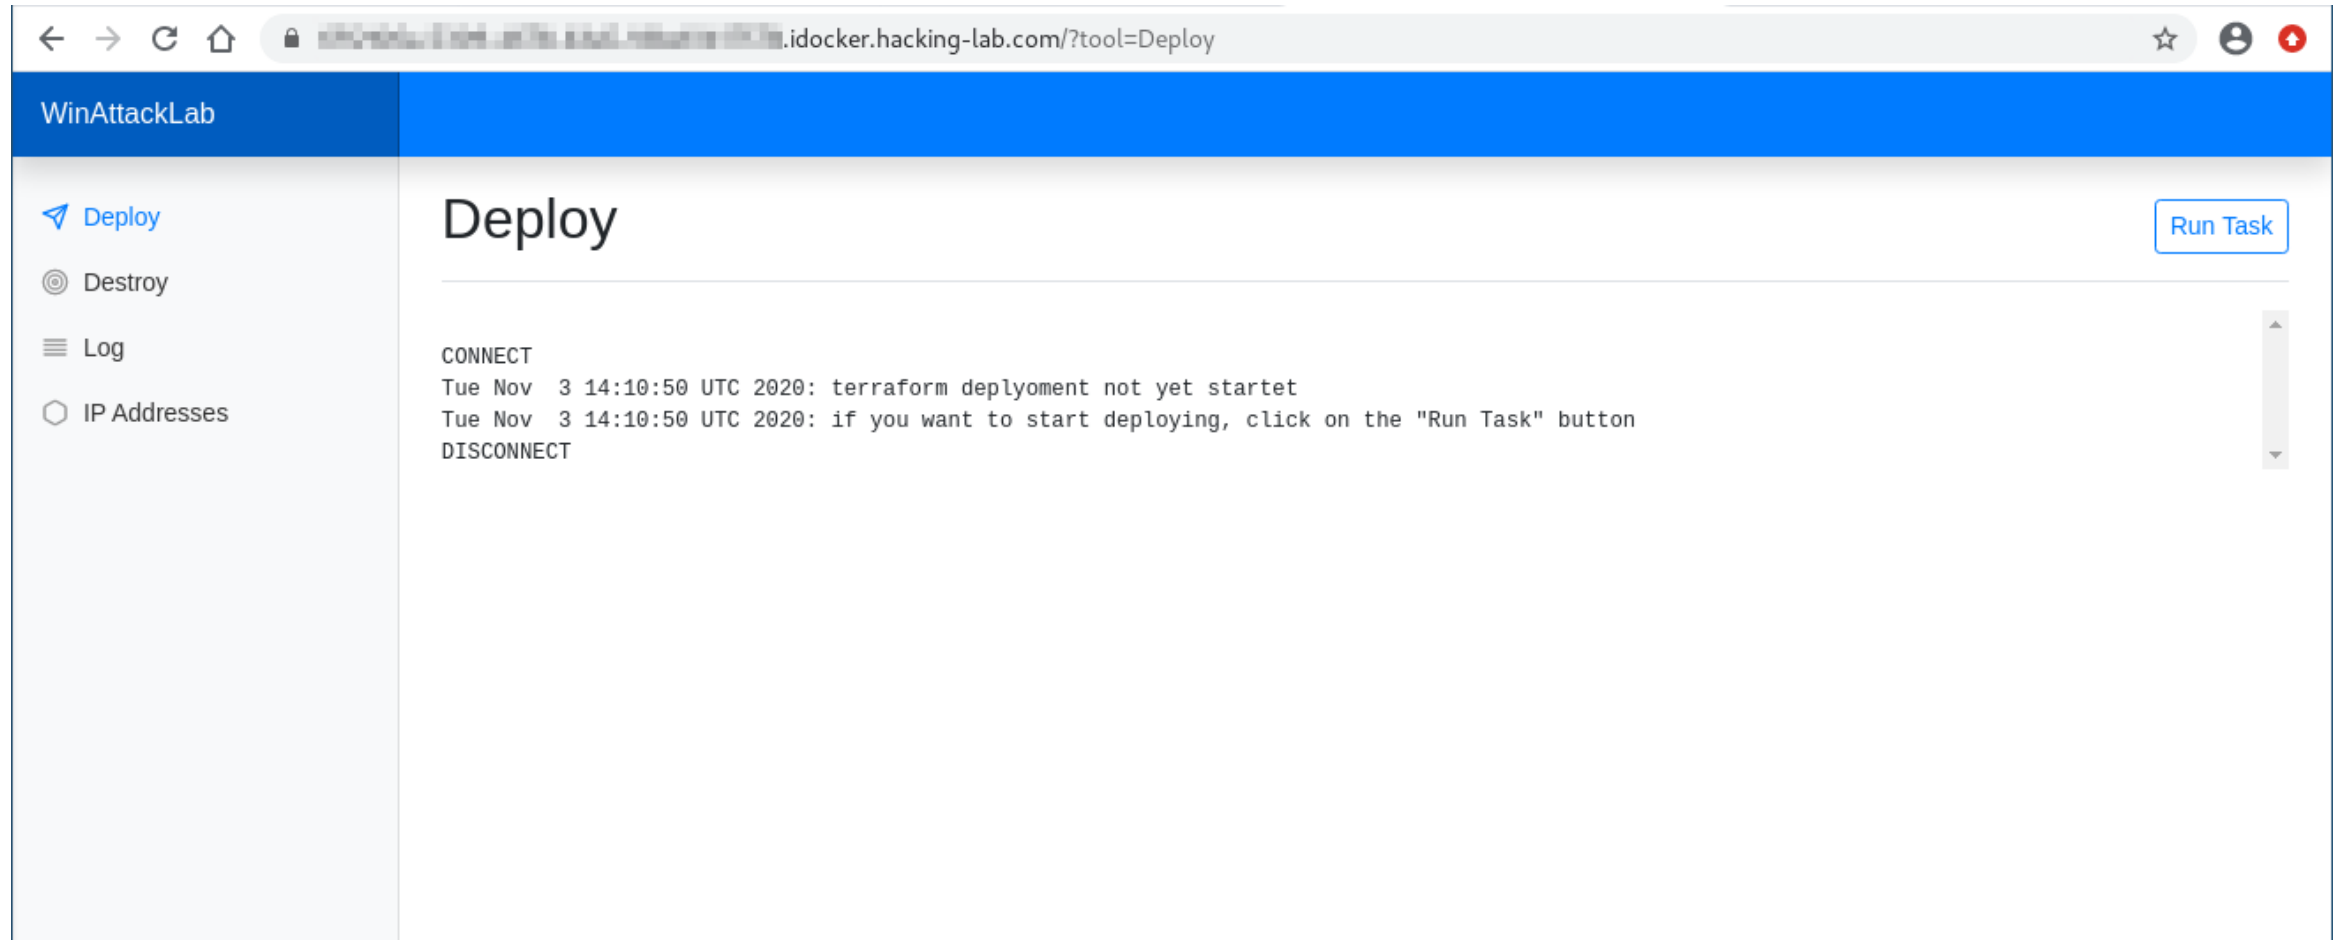 .idocker.hacking-lab.com/?tool=Deploy
WinAttackLab
Deploy
Destroy
Log
IP Addresses
Deploy
Run Task
CONNECT
Tue Nov  3 14:10:50 UTC 2020: terraform deplyoment not yet startet
Tue Nov  3 14:10:50 UTC 2020: if you want to start deploying, click on the "Run Task" button
DISCONNECT